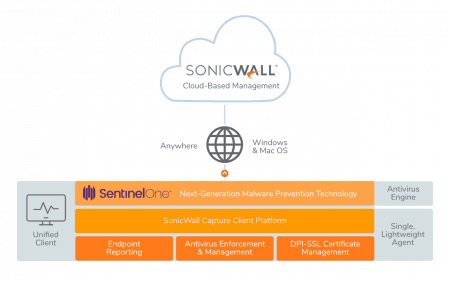 SONICWALL
Cloud-Based Management
Anywhere
Windows
& Mac OS
Unified
Client
SentinelOne
Next-Generation Malware Prevention Technology
Antivirus
Engine
SonicWall Capture Client Platform
Single,
Lightweight
Agent
Endpoint
Reporting
Antivirus Enforcement
& Management
DPI-SSL Certificate
Management